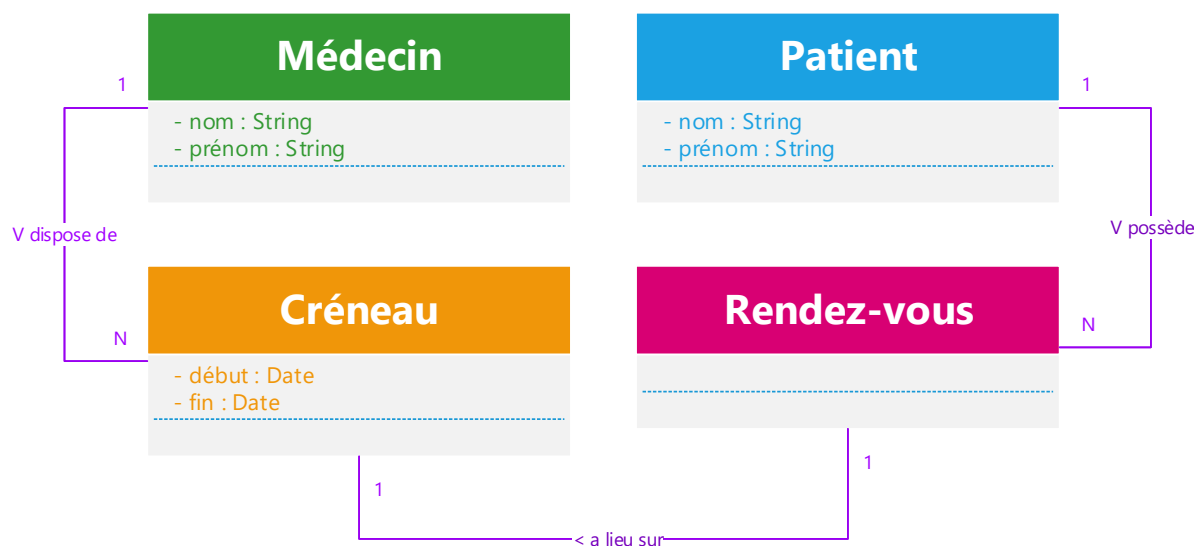 Médecin
- nom : String
- prénom : String
Patient
- nom : String
- prénom : String
1
V dispose de
N
1
V possède
N
Créneau
- début : Date
- fin : Date
Rendez-vous
1
< a lieu sur
1